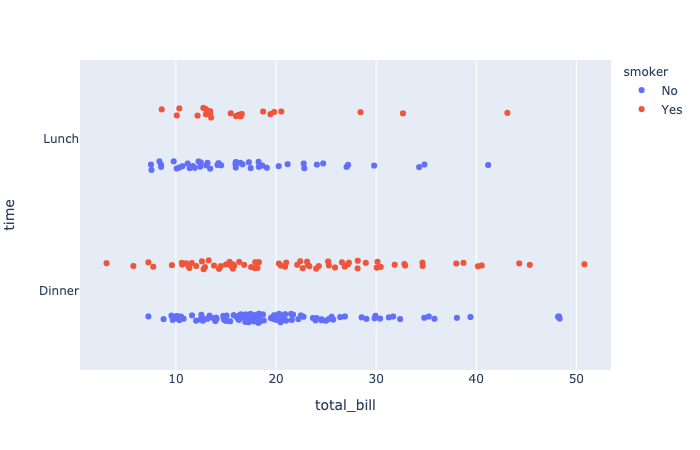 smoker
No
Yes
Lunch
time
Dinner
10 20 30 40 50
total_bill